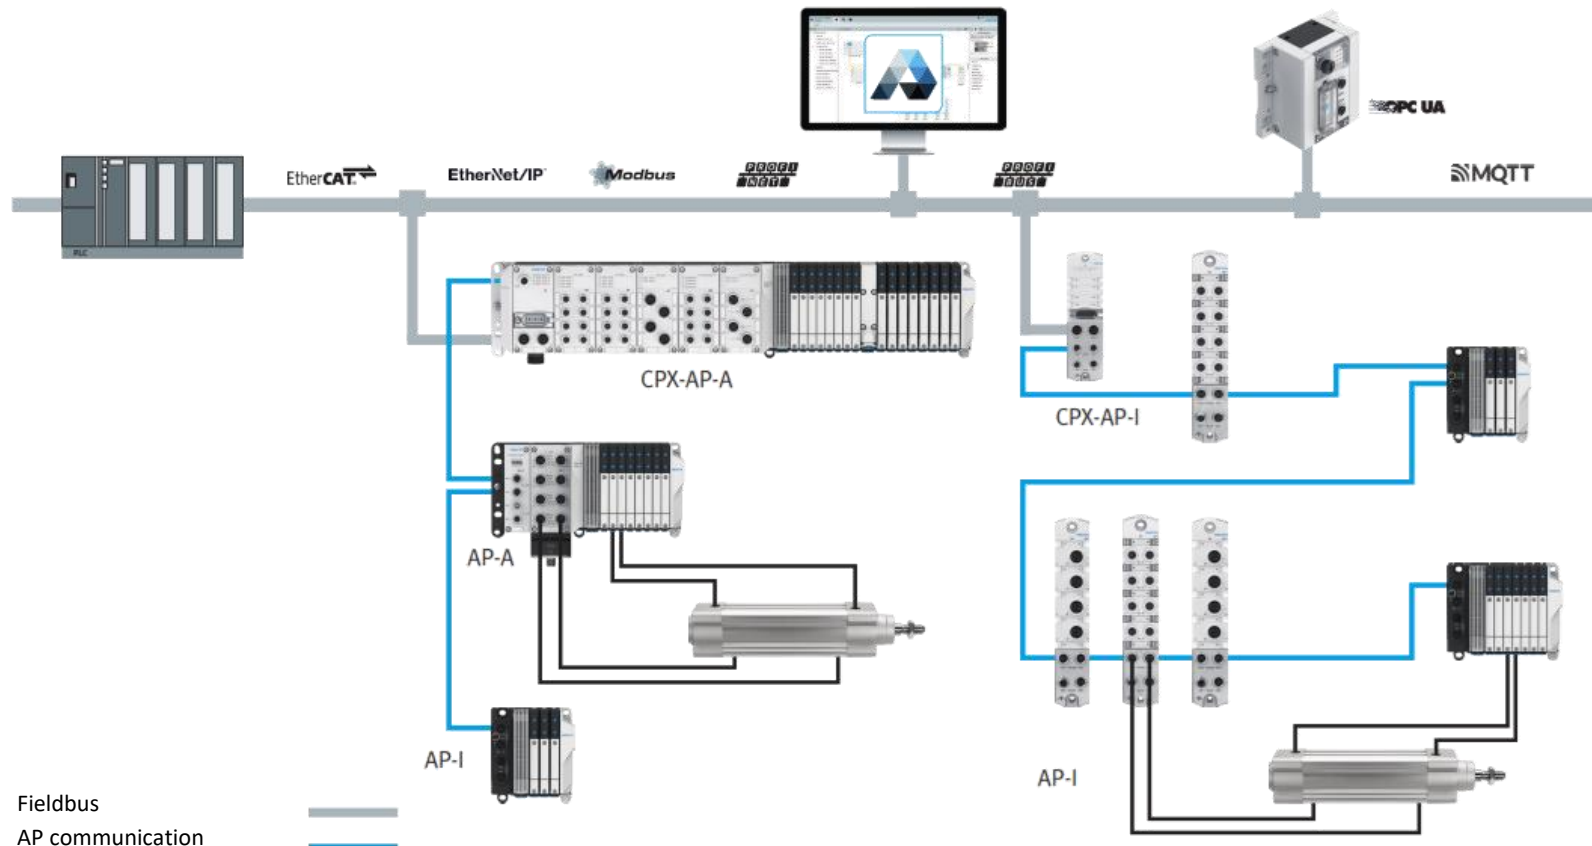 OPC UA
EtherCAT
EtherNet/IP
Modbus
PROFI
NET
PROFI
BUS
MQTT
PLC
CPX-AP-A
CPX-AP-I
AP-A
AP-I
AP-I
Fieldbus
AP communication